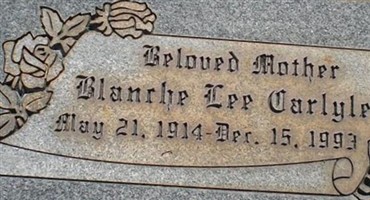 Beloved Mother
Blanche Lee Carlyle
May 21, 1914-Dec. 15, 1993